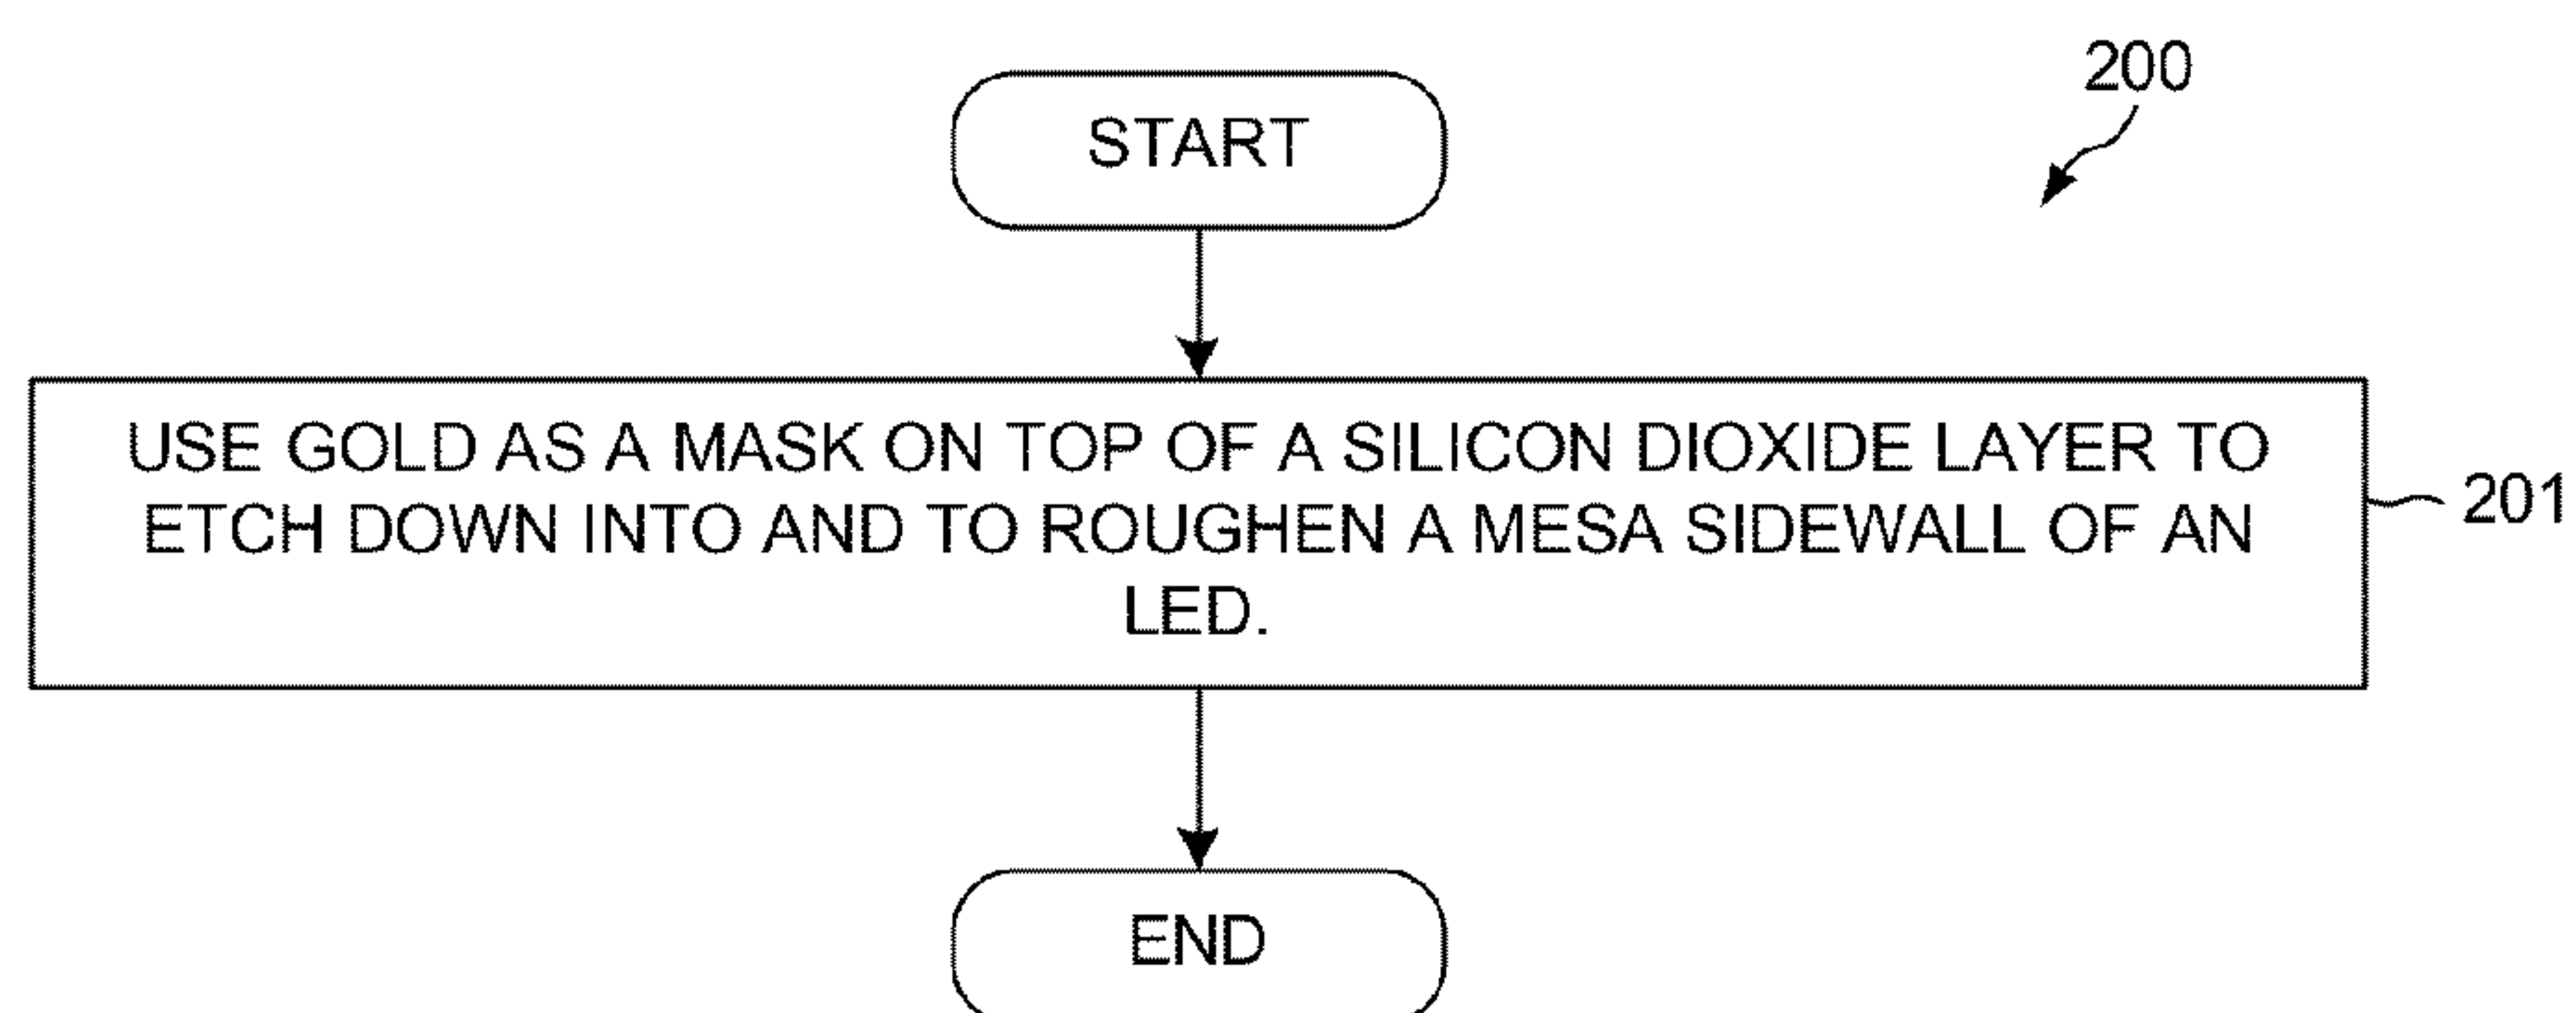 200
START
USE GOLD AS A MASK ON TOP OF A SILICON DIOXIDE LAYER TO
ETCH DOWN INTO AND TO ROUGHEN A MESA SIDEWALL OF AN
LED.
201
END